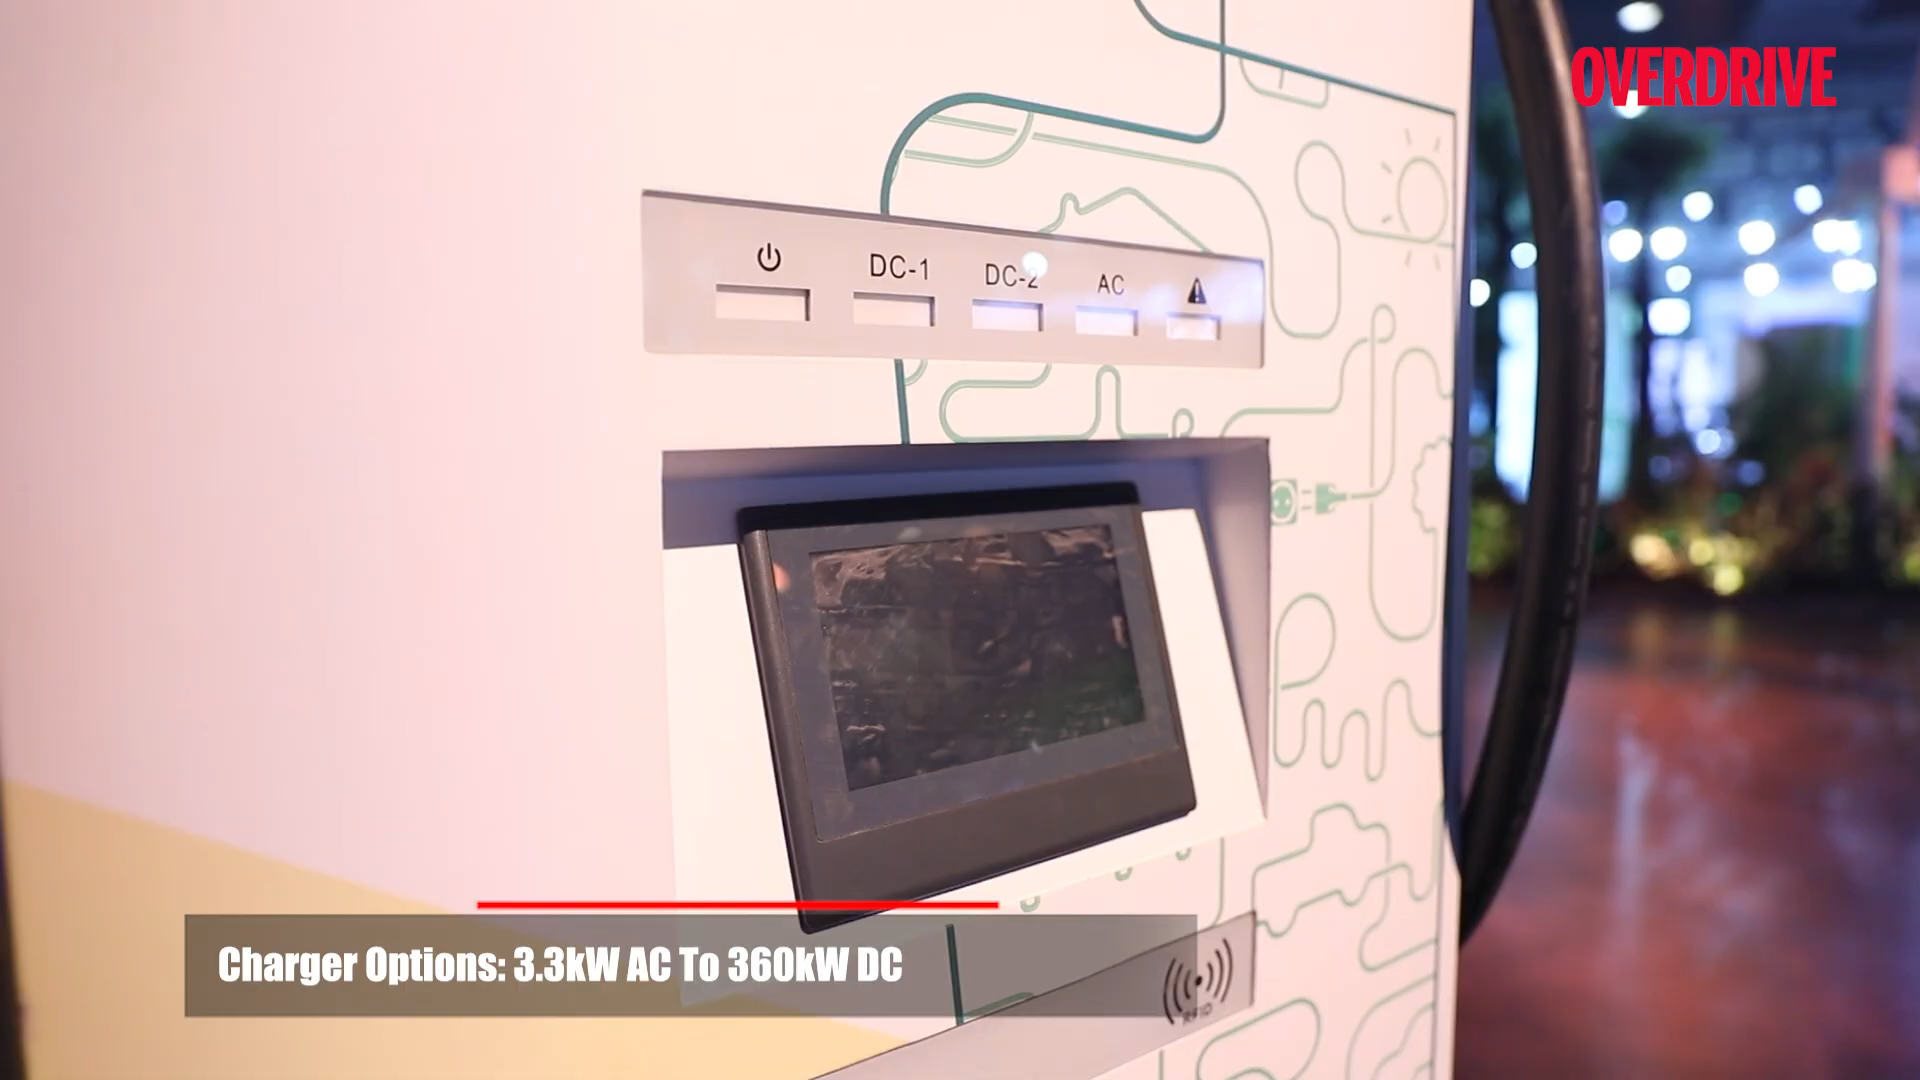 OVERDRIVE
DC-1
DC-2
AC
Charger Options: 3.3kW AC To 360kW DC
RFID